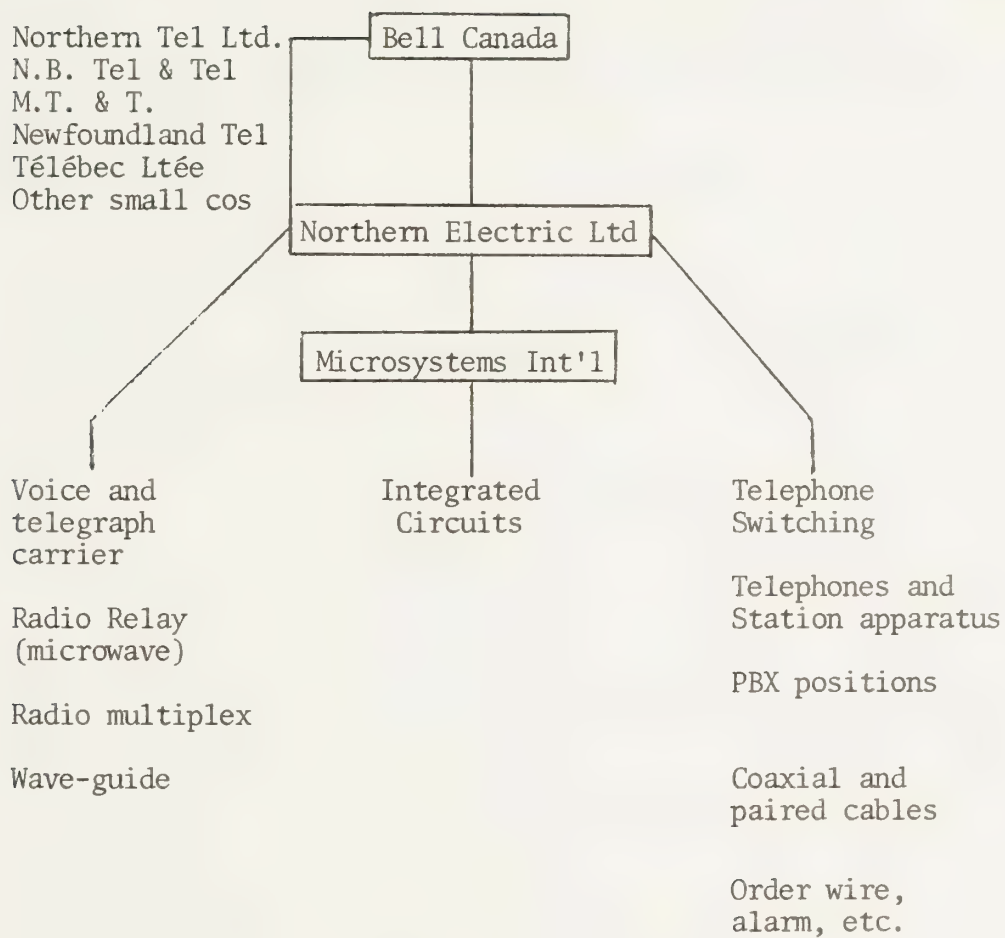 Northern Tel Ltd.
N.B. Tel & Tel
M.T. & T.
Newfoundland Tel
Télébec Ltée
Other small cos
Bell Canada
Northern Electric Ltd
Microsystems Int'l
Voice and
telegraph
carrier
Radio Relay
(microwave)
Radio multiplex
Wave-guide
Integrated
Circuits
Telephone
Switching
Telephones and
Station apparatus
PBX positions
Coaxial and
paired cables
Order wire,
alarm, etc.